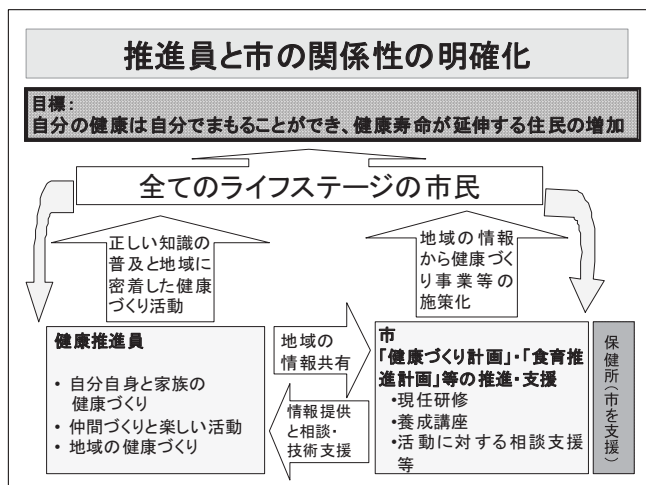 推進員と市の関係性の明確化
目標:
自分の健康は自分でまもることができ、健康寿命が延伸する住民の増加
全てのライフステージの市民
正しい知識の
普及と地域に
密着した健康
づくり活動
地域の情報
から健康づく
り事業等の
施策化
健康推進員
• 自分自身と家族の
健康づくり
• 仲間づくりと楽しい活動
• 地域の健康づくり
地域の
情報共有
情報提供
と相談・
技術支援
市
「健康づくり計画」・「食育推
進計画」等の推進・支援
•現任研修
•養成講座
•活動に対する相談支援
等
保健所(市を支援)